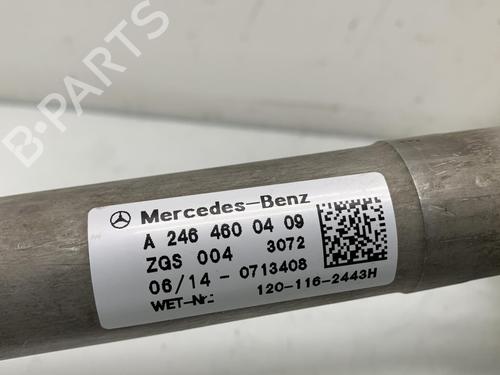 B-PARTS
Mercedes-Benz
A 246 460 04 09
ZGS 004 3072
06/14 - 0713408
WET-Nr.: 120-116-2443H